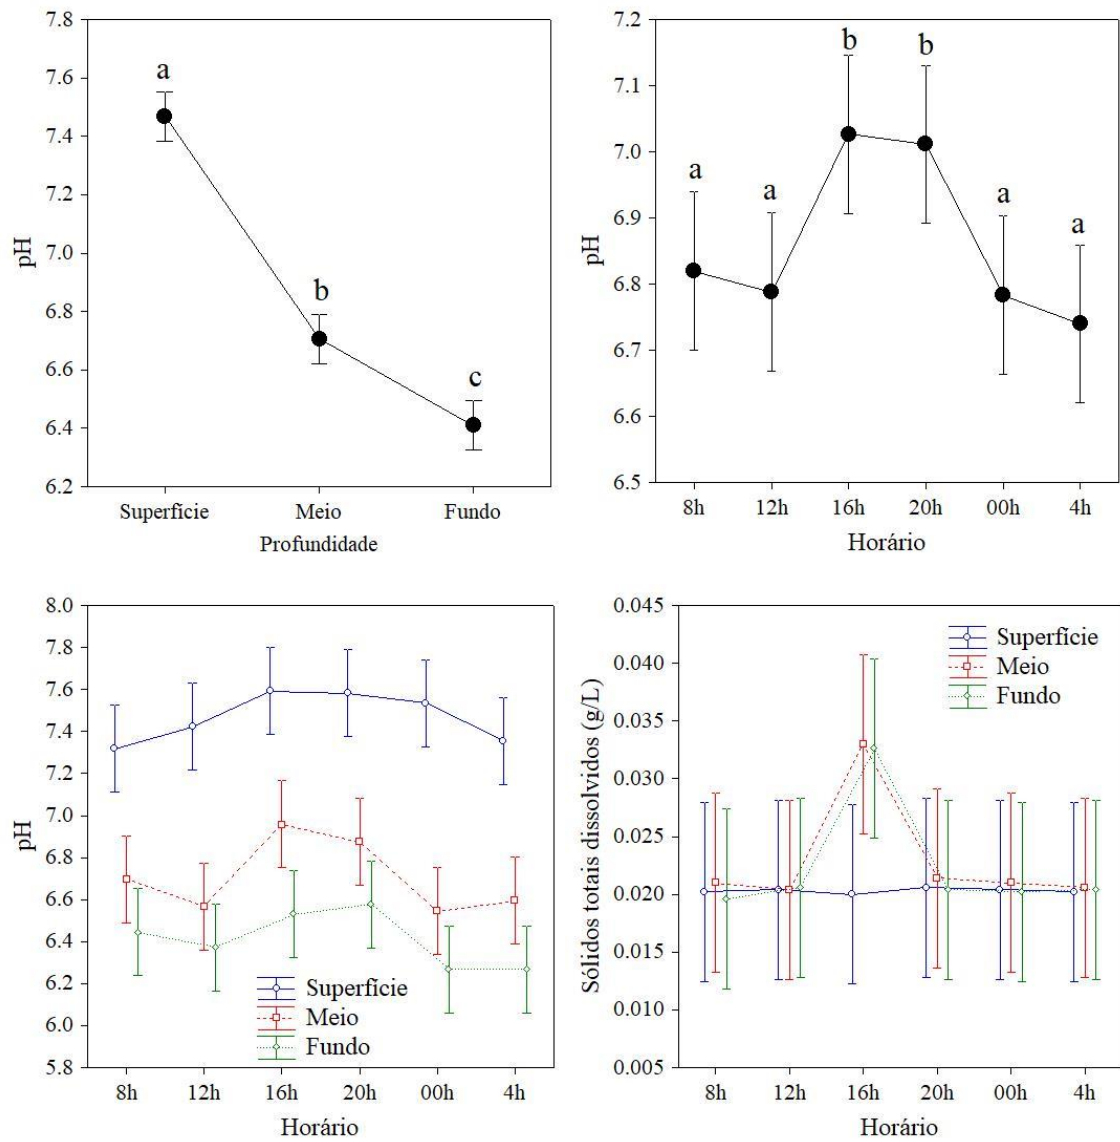 7.8
7.6
7.4
7.2
7.0
6.8
6.6
6.4
6.2
pH
a
b
c
Superfície Meio Fundo
Profundidade
7.2
7.1
7.0
6.9
6.8
6.7
6.6
6.5
pH
a a b b a a
8h 12h 16h 20h 00h 4h
Horário
8.0
7.8
7.6
7.4
7.2
7.0
6.8
6.6
6.4
6.2
6.0
5.8
pH
Superfície
Meio
Fundo
8h 12h 16h 20h 00h 4h
Horário
0.045
0.040
0.035
0.030
0.025
0.020
0.015
0.010
0.005
Sólidos totais dissolvidos (g/L)
Superfície
Meio
Fundo
8h 12h 16h 20h 00h 4h
Horário